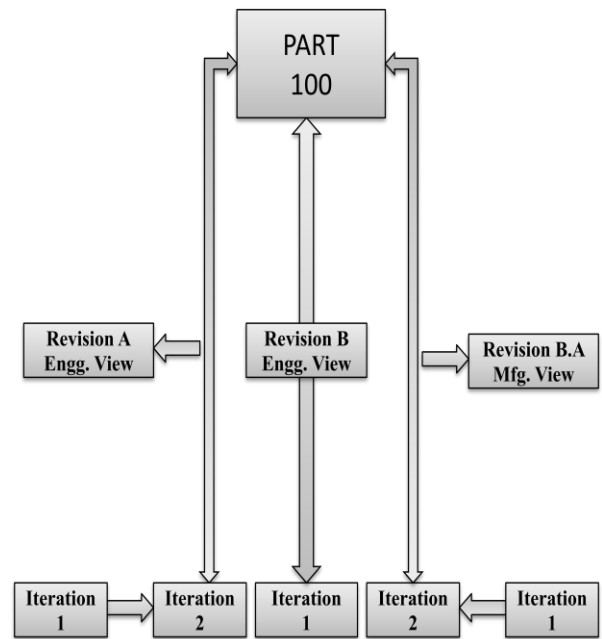 PART
100
Revision A
Engg. View
Revision B
Engg. View
Revision B.A
Mfg. View
Iteration
1
Iteration
2
Iteration
1
Iteration
2
Iteration
1